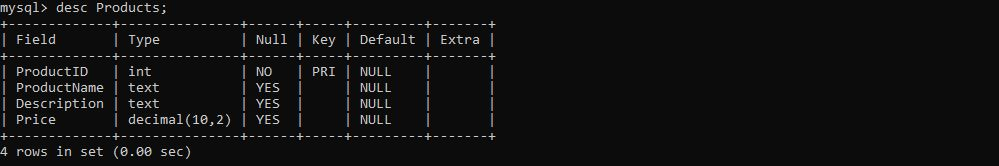 mysql> desc Products;
+-------------+---------------+------+-----+---------+-------+
| Field       | Type          | Null | Key | Default | Extra |
+-------------+---------------+------+-----+---------+-------+
| ProductID   | int           | NO   | PRI | NULL    |       |
| ProductName | text          | YES  |     | NULL    |       |
| Description | text          | YES  |     | NULL    |       |
| Price       | decimal(10,2) | YES  |     | NULL    |       |
+-------------+---------------+------+-----+---------+-------+
4 rows in set (0.00 sec)